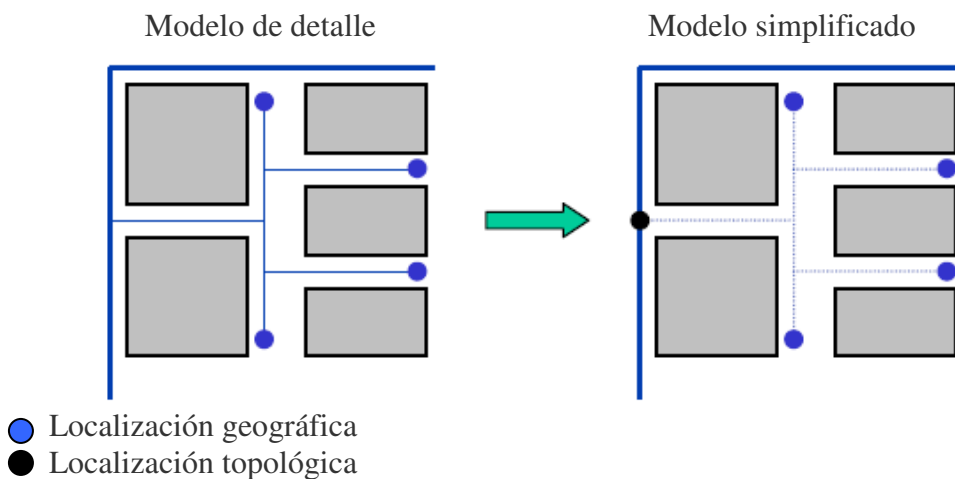 Modelo de detalle
Modelo simplificado
Localización geográfica
Localización topológica